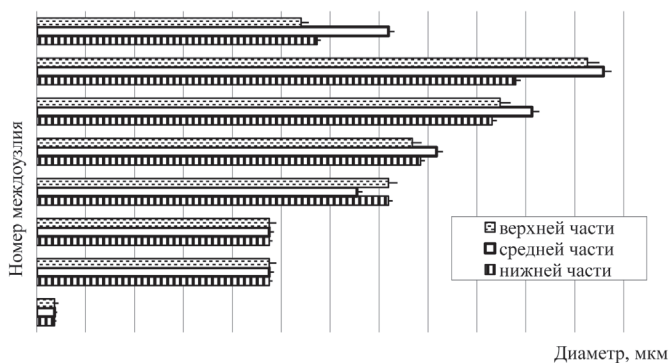 Номер междоузлия
верхней части
средней части
нижней части
Диаметр, мкм